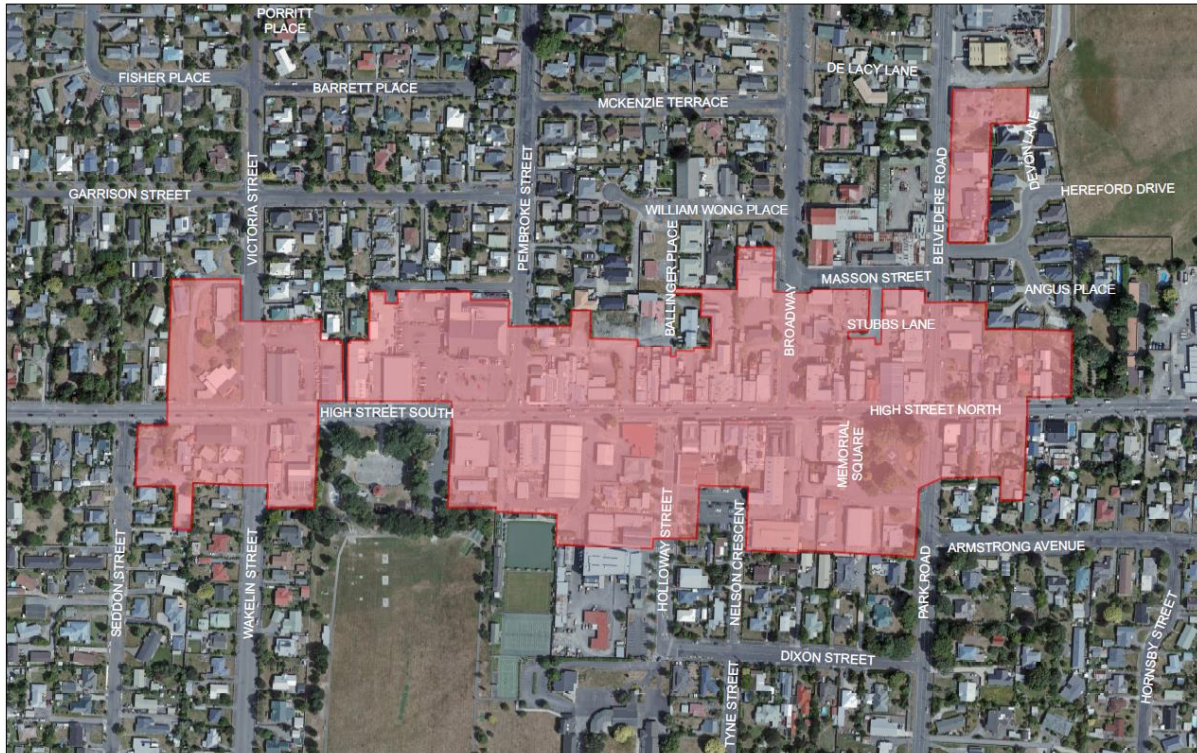 PORRITT
PLACE
FISHER PLACE
BARRETT PLACE
MCKENZIE TERRACE
DE LACY LANE
GARRISON STREET
VICTORIA STREET
PEMBROKE STREET
WILLIAM WONG PLACE
BALLINGER PLACE
BROADWAY
BELVEDERE ROAD
DEVON LANE
HEREFORD DRIVE
MASSON STREET
ANGUS PLACE
STUBBS LANE
HIGH STREET SOUTH
HIGH STREET NORTH
MEMORIAL
SQUARE
SEDDON STREET
WAKELIN STREET
HOLLOWAY STREET
NELSON CRESCENT
PARK ROAD
ARMSTRONG AVENUE
DIXON STREET
TYNE STREET
HORNSBY STREET